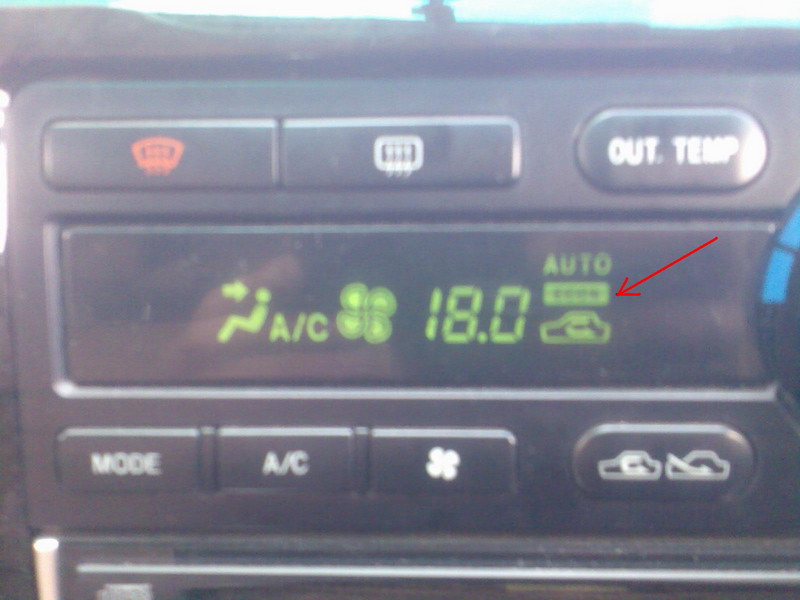 OUT. TEMP
AUTO
A/C 18.0
MODE A/C